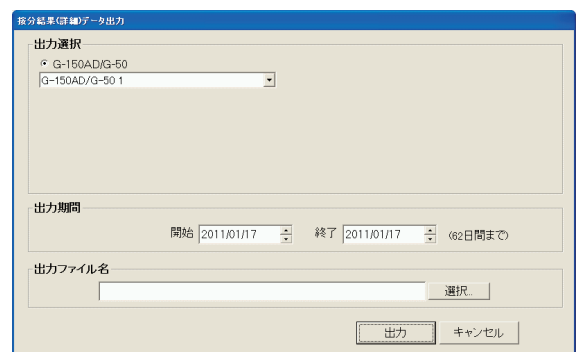 按分結果(詳細)データ出力
出力選択
G-150AD/G-50
G-150AD/G-50 1
出力期間
開始 2011/01/17 終了 2011/01/17 (62日間まで)
出力ファイル名
選択...
出力 キャンセル